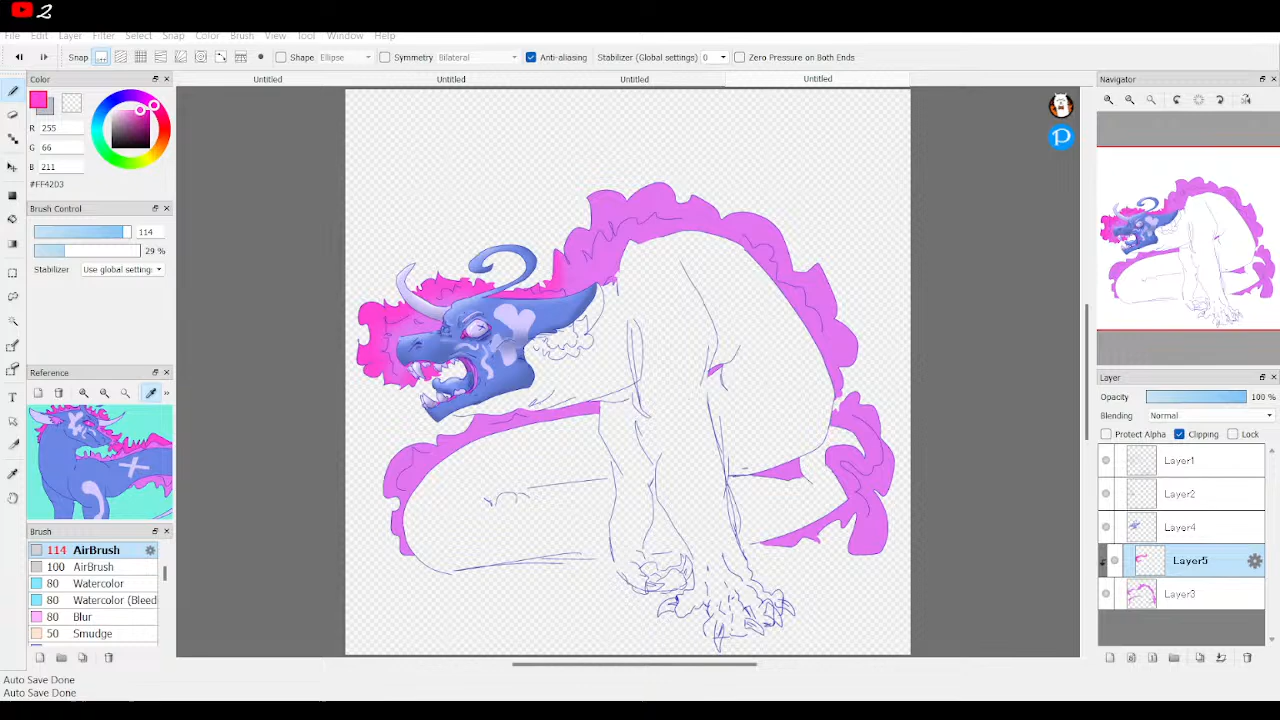 2
File Edit Layer Filter Select Snap Color Brush View Tool Window Help
Snap Shape Ellipse Symmetry Bilateral Anti-aliasing Stabilizer (Global settings) 0 Zero Pressure on Both Ends
Untitled Untitled Untitled Untitled
Color
R 255
G 66
B 211
#FF42D3
Brush Control
114
29 %
Stabilizer Use global setting
Reference
Brush
114 AirBrush
100 AirBrush
80 Watercolor
80 Watercolor (Bleed
80 Blur
50 Smudge
Auto Save Done
Auto Save Done
Navigator
Layer
Opacity 100 %
Blending Normal
Protect Alpha Clipping Lock
Layer1
Layer2
Layer4
Layer5
Layer3